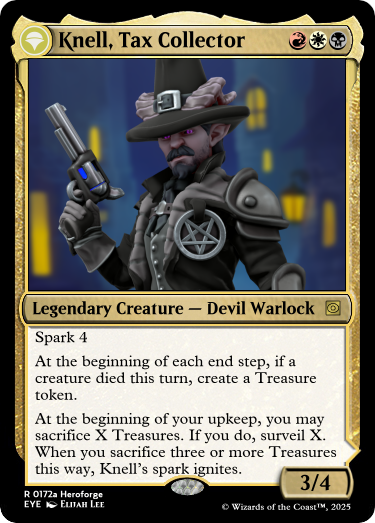 Knell, Tax Collector
Legendary Creature — Devil Warlock
Spark 4
At the beginning of each end step, if a
creature died this turn, create a Treasure
token.
At the beginning of your upkeep, you may
sacrifice X Treasures. If you do, surveil X.
When you sacrifice three or more Treasures
this way, Knell's spark ignites.
3/4
R 0172a Heroforge
EYE Elijah Lee
© Wizards of the Coast™, 2025